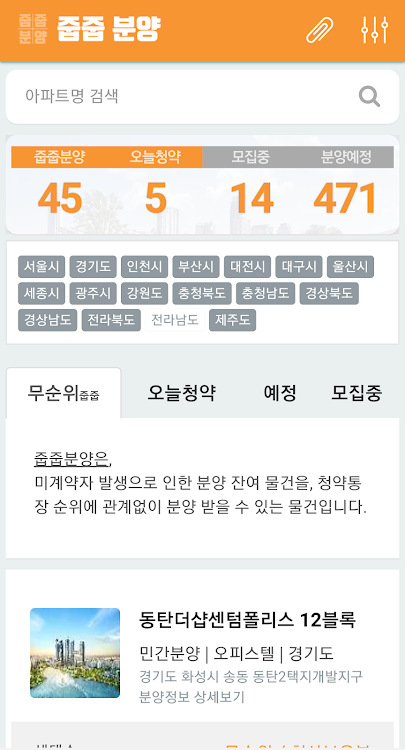 줍줍
분양
줍줍 분양
아파트명 검색
줍줍분양 오늘청약 모집중 분양예정
45 5 14 471
서울시 경기도 인천시 부산시 대전시 대구시 울산시
세종시 광주시 강원도 충청북도 충청남도 경상북도
경상남도 전라북도 전라남도 제주도
무순위줍줍 오늘청약 예정 모집중
줍줍분양은,
미계약자 발생으로 인한 분양 잔여 물건을, 청약통
장 순위에 관계없이 분양 받을 수 있는 물건입니다.
동탄더샵센텀폴리스 12블록
민간분양 | 오피스텔 | 경기도
경기도 화성시 송동 동탄2택지개발지구
분양정보 상세보기